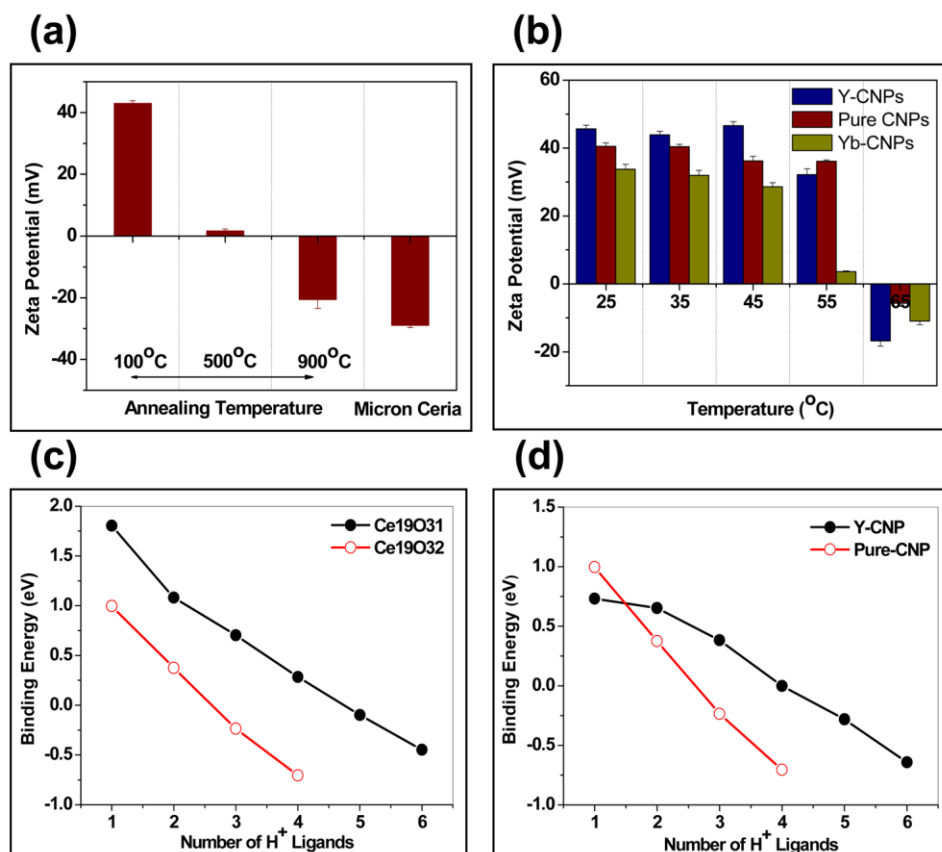 (a)
Zeta Potential (mV)
40
20
0
-20
-40
100°C 500°C 900°C
Annealing Temperature Micron Ceria
(b)
Zeta Potential (mV)
60
40
20
0
-20
Y-CNPs
Pure CNPs
Yb-CNPs
25 35 45 55 65
Temperature (°C)
(c)
Binding Energy (eV)
2.0
1.5
1.0
0.5
0.0
-0.5
-1.0
Ce19O31
Ce19O32
1 2 3 4 5 6
Number of H⁺ Ligands
(d)
Binding Energy (eV)
1.5
1.0
0.5
0.0
-0.5
-1.0
Y-CNP
Pure-CNP
1 2 3 4 5 6
Number of H⁺ Ligands